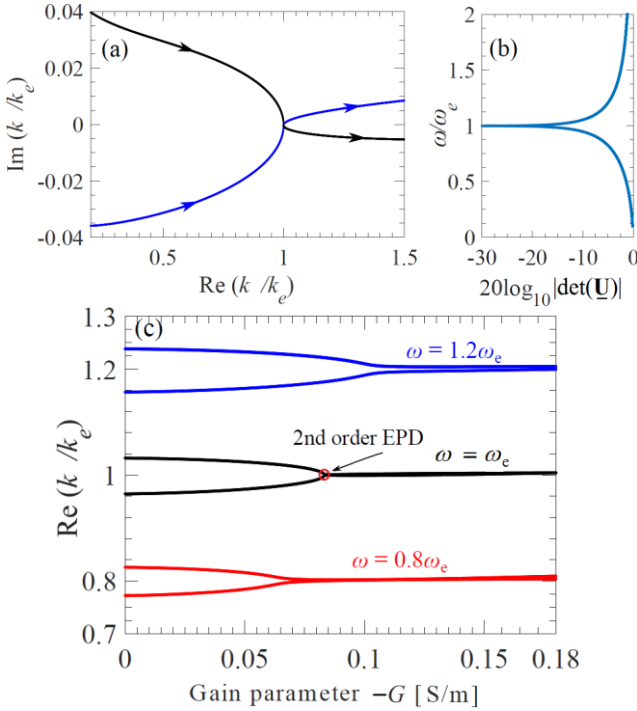 (a)
0.04
0.02
0
-0.02
-0.04
Im (k /k_e)
0.5
1
1.5
Re (k /k_e)
(b)
2
1.5
1
0.5
0
ω/ω_e
-30
-20
-10
0
20log_10|det(U)|
(c)
1.3
1.2
1
0.8
0.7
Re (k /k_e)
ω = 1.2ω_e
2nd order EPD
ω = ω_e
ω = 0.8ω_e
0
0.05
0.1
0.15
0.18
Gain parameter −G [S/m]